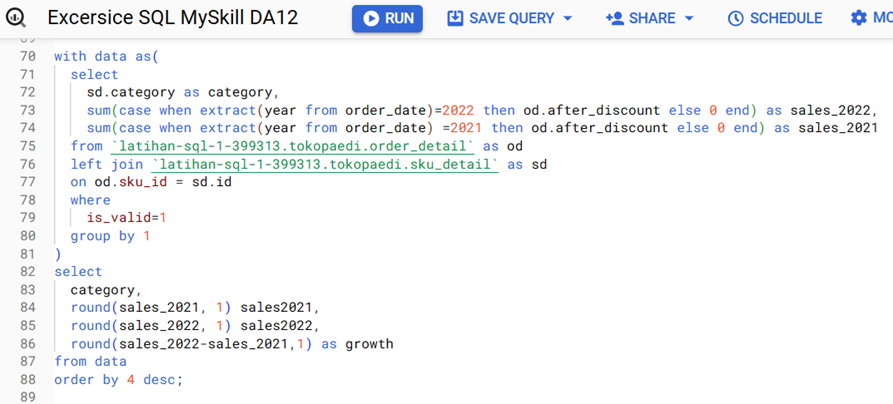 Excersice SQL MySkill DA12 RUN SAVE QUERY SHARE SCHEDULE MO
69
70 with data as(
71 select
72 sd.category as category,
73 sum(case when extract(year from order_date)=2022 then od.after_discount else 0 end) as sales_2022,
74 sum(case when extract(year from order_date) =2021 then od.after_discount else 0 end) as sales_2021
75 from `latihan-sql-1-399313.tokopaedi.order_detail` as od
76 left join `latihan-sql-1-399313.tokopaedi.sku_detail` as sd
77 on od.sku_id = sd.id
78 where
79 is_valid=1
80 group by 1
81 )
82 select
83 category,
84 round(sales_2021, 1) sales2021,
85 round(sales_2022, 1) sales2022,
86 round(sales_2022-sales_2021,1) as growth
87 from data
88 order by 4 desc;
89